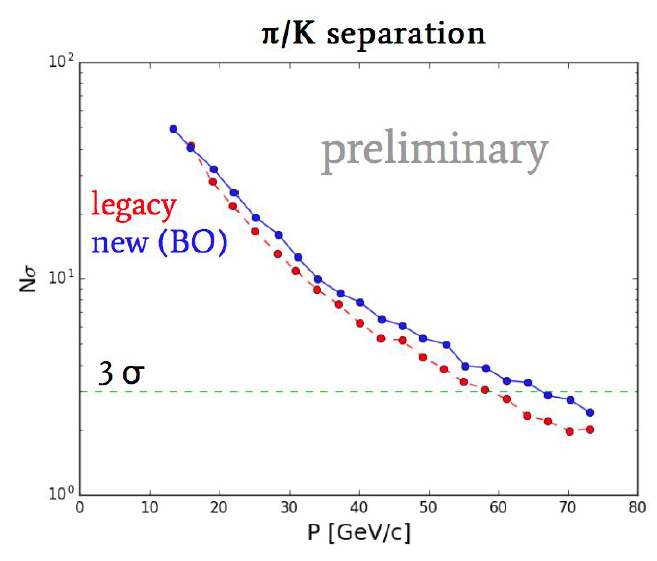 π/K separation
preliminary
legacy
new (BO)
3 σ
Nσ
10²
10¹
10⁰
0 10 20 30 40 50 60 70 80
P [GeV/c]